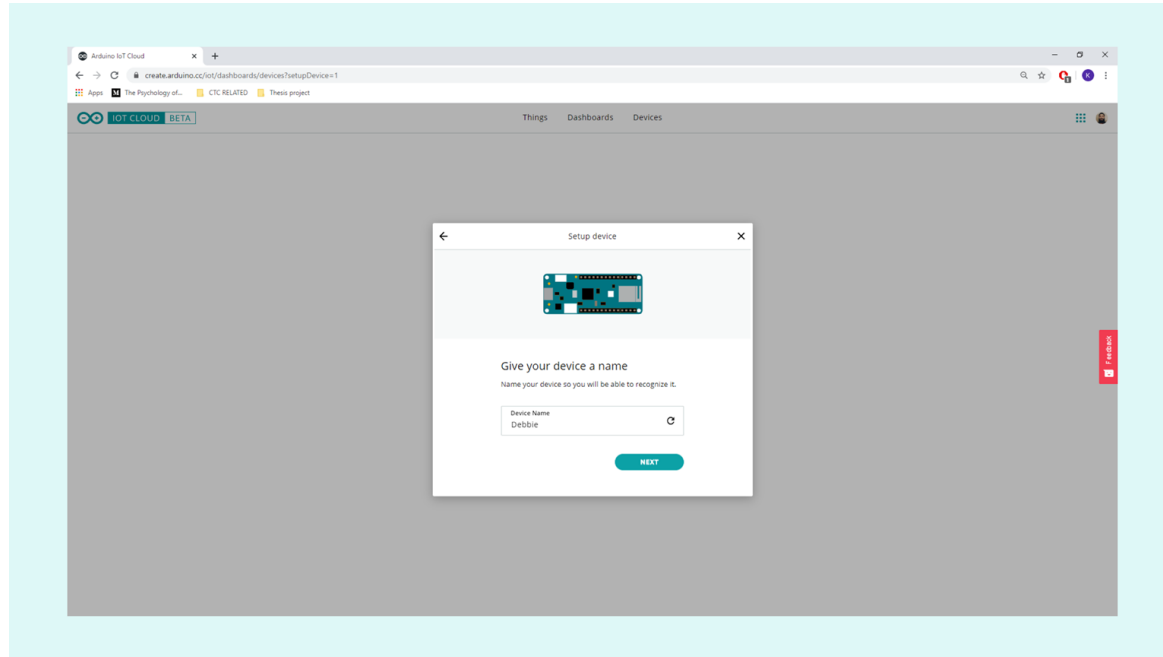 Arduino IoT Cloud
create.arduino.cc/iot/dashboards/devices?setupDevice=1
K
Apps
M The Psychology of...
CTC RELATED
Thesis project
IOT CLOUD BETA
Things
Dashboards
Devices
Setup device
Give your device a name
Name your device so you will be able to recognize it.
Device Name
Debbie
NEXT
Feedback